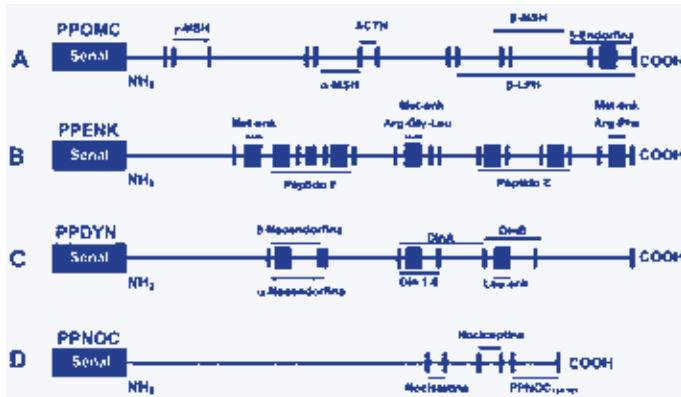 PPOMC
γ-MSH
ACTH
β-MSH
β-Endorfina
A
Señal
COOH
NH₂
α-MSH
β-LPH
PPENK
Met-enk
Met-enk
Arg-Gly-Leu
Met-enk
Arg-Phe
B
Señal
COOH
NH₂
Péptido F
Péptido E
PPDYN
β-Neoendorfina
DinA
DinB
C
Señal
COOH
NH₂
α-Neoendorfina
Din 1-8
Leu-enk
PPNOC
Nociceptina
D
Señal
COOH
NH₂
Nocistatina